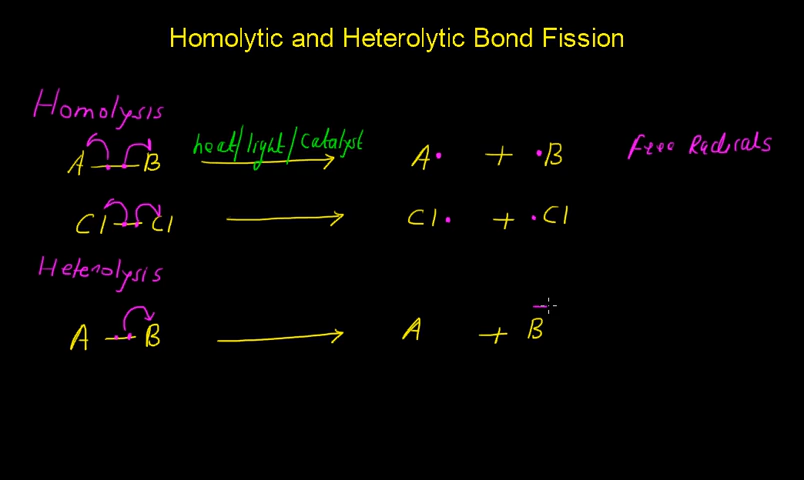 Homolytic and Heterolytic Bond Fission
Homolysis
A — B heat/light/catalyst → A• + •B Free Radicals
Cl — Cl → Cl• + •Cl
Heterolysis
A — B → A + B⁻